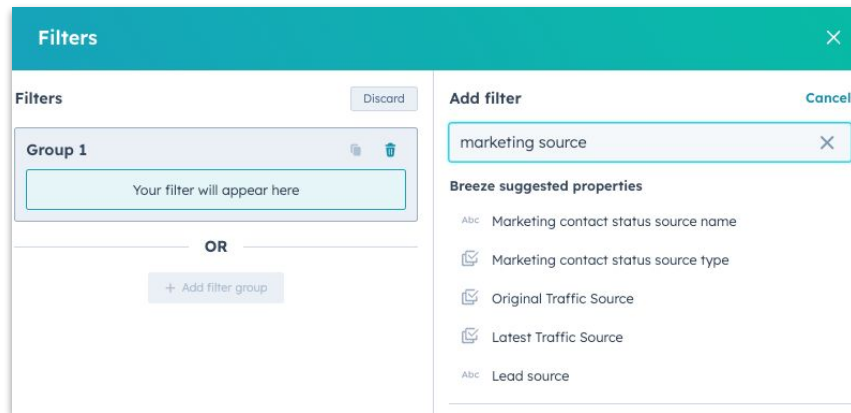 Filters
Filters
Discard
Group 1
Your filter will appear here
OR
+ Add filter group
Add filter
Cancel
marketing source
Breeze suggested properties
Abc Marketing contact status source name
Marketing contact status source type
Original Traffic Source
Latest Traffic Source
Abc Lead source